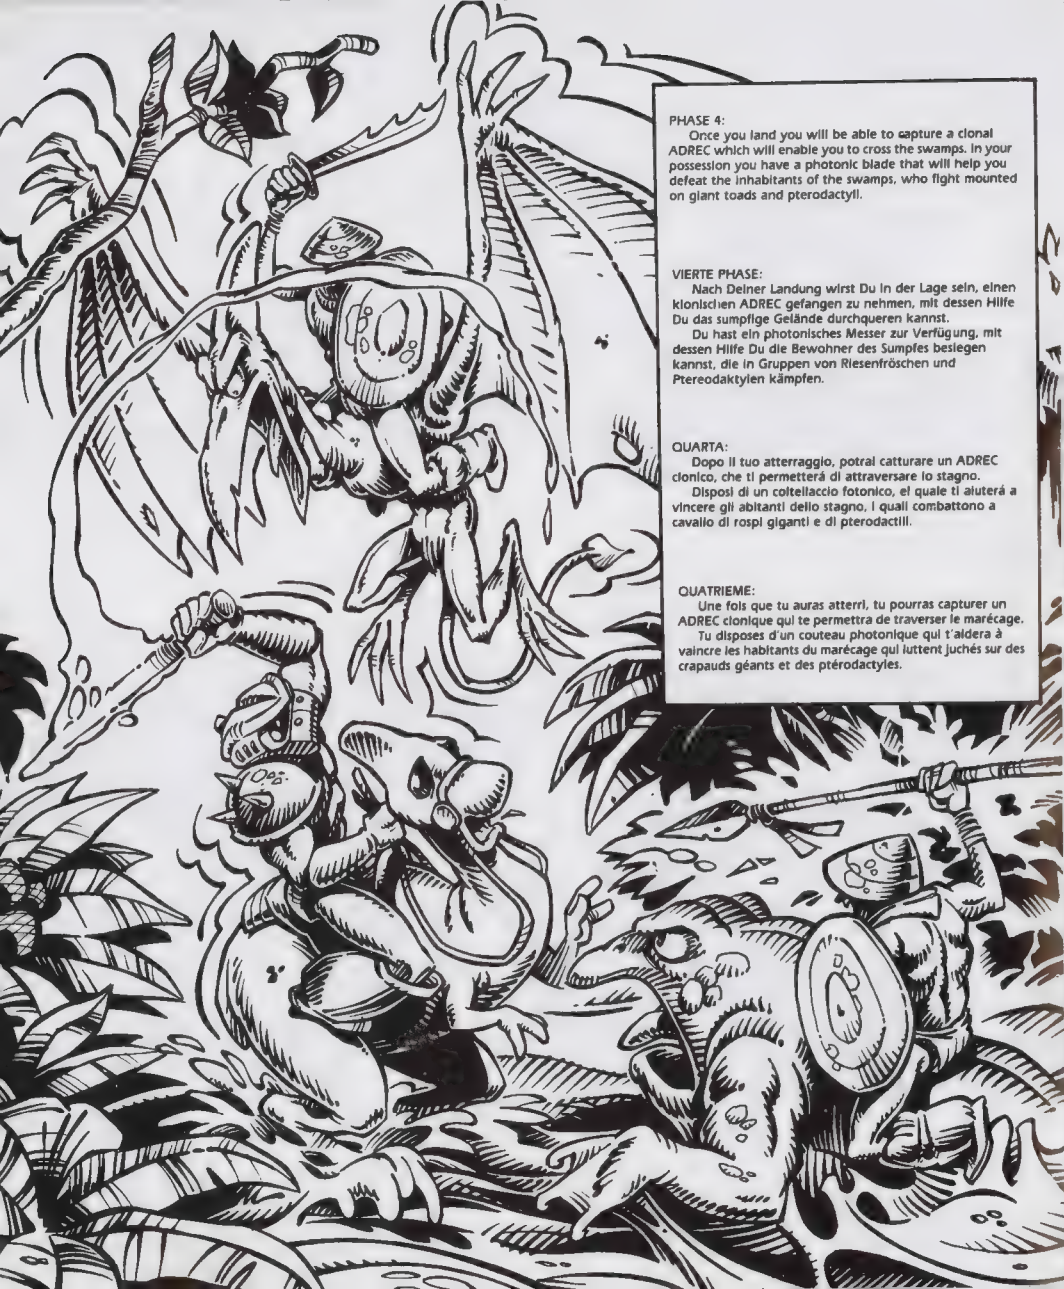 PHASE 4:
Once you land you will be able to capture a clonal
ADREC which will enable you to cross the swamps. In your
possession you have a photonic blade that will help you
defeat the inhabitants of the swamps, who fight mounted
on giant toads and pterodactyll.
VIERTE PHASE:
Nach Deiner Landung wirst Du in der Lage sein, einen
klonischen ADREC gefangen zu nehmen, mit dessen Hilfe
Du das sumpfige Gelände durchqueren kannst.
Du hast ein photonisches Messer zur Verfügung, mit
dessen Hilfe Du die Bewohner des Sumpfes besiegen
kannst, die in Gruppen von Riesenfröschen und
Ptereodaktylen kämpfen.
QUARTA:
Dopo il tuo atterraggio, potrai catturare un ADREC
clonico, che ti permetterá di attraversare lo stagno.
Disposi di un coltellaccio fotonico, el quale ti aiuterá a
vincere gli abitanti dello stagno, i quali combattono a
cavallo di rospi giganti e di pterodactili.
QUATRIEME:
Une fois que tu auras atterri, tu pourras capturer un
ADREC clonique qui te permettra de traverser le marécage.
Tu disposes d'un couteau photonique qui t'aidera à
vaincre les habitants du marécage qui luttent juchés sur des
crapauds géants et des ptérodactyles.